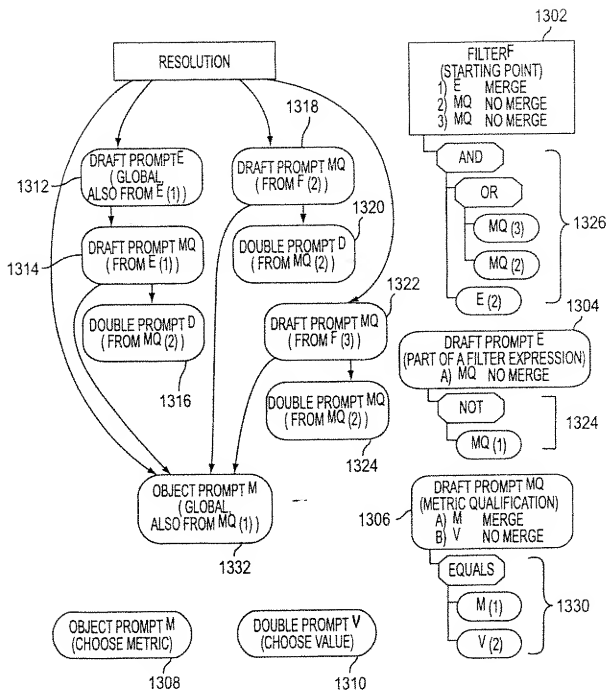 RESOLUTION
1312
DRAFT PROMPT E
( GLOBAL,
ALSO FROM E (1) )
1314
DRAFT PROMPT MQ
( FROM E (1) )
DOUBLE PROMPT D
( FROM MQ (2) )
1316
1318
DRAFT PROMPT MQ
( FROM F (2) )
1320
DOUBLE PROMPT D
( FROM MQ (2) )
1322
DRAFT PROMPT MQ
( FROM F (3) )
DOUBLE PROMPT MQ
( FROM MQ (2) )
1324
OBJECT PROMPT M
( GLOBAL,
ALSO FROM MQ (1) )
1332
OBJECT PROMPT M
(CHOOSE METRIC)
1308
DOUBLE PROMPT V
(CHOOSE VALUE)
1310
1302
FILTER F
(STARTING POINT)
1) E MERGE
2) MQ NO MERGE
3) MQ NO MERGE
AND
OR
MQ (3)
MQ (2)
E (2)
1326
1304
DRAFT PROMPT E
(PART OF A FILTER EXPRESSION)
A) MQ NO MERGE
NOT
MQ (1)
1324
1306
DRAFT PROMPT MQ
(METRIC QUALIFICATION)
A) M MERGE
B) V NO MERGE
EQUALS
M (1)
V (2)
1330